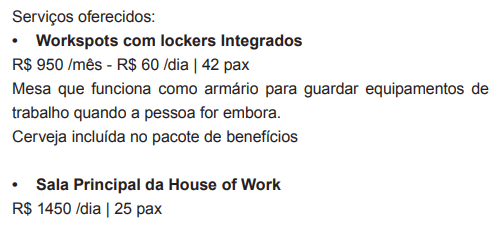 Serviços oferecidos:
• Workspots com lockers Integrados
R$ 950 /mês - R$ 60 /dia | 42 pax
Mesa que funciona como armário para guardar equipamentos de
trabalho quando a pessoa for embora.
Cerveja incluída no pacote de benefícios
• Sala Principal da House of Work
R$ 1450 /dia | 25 pax